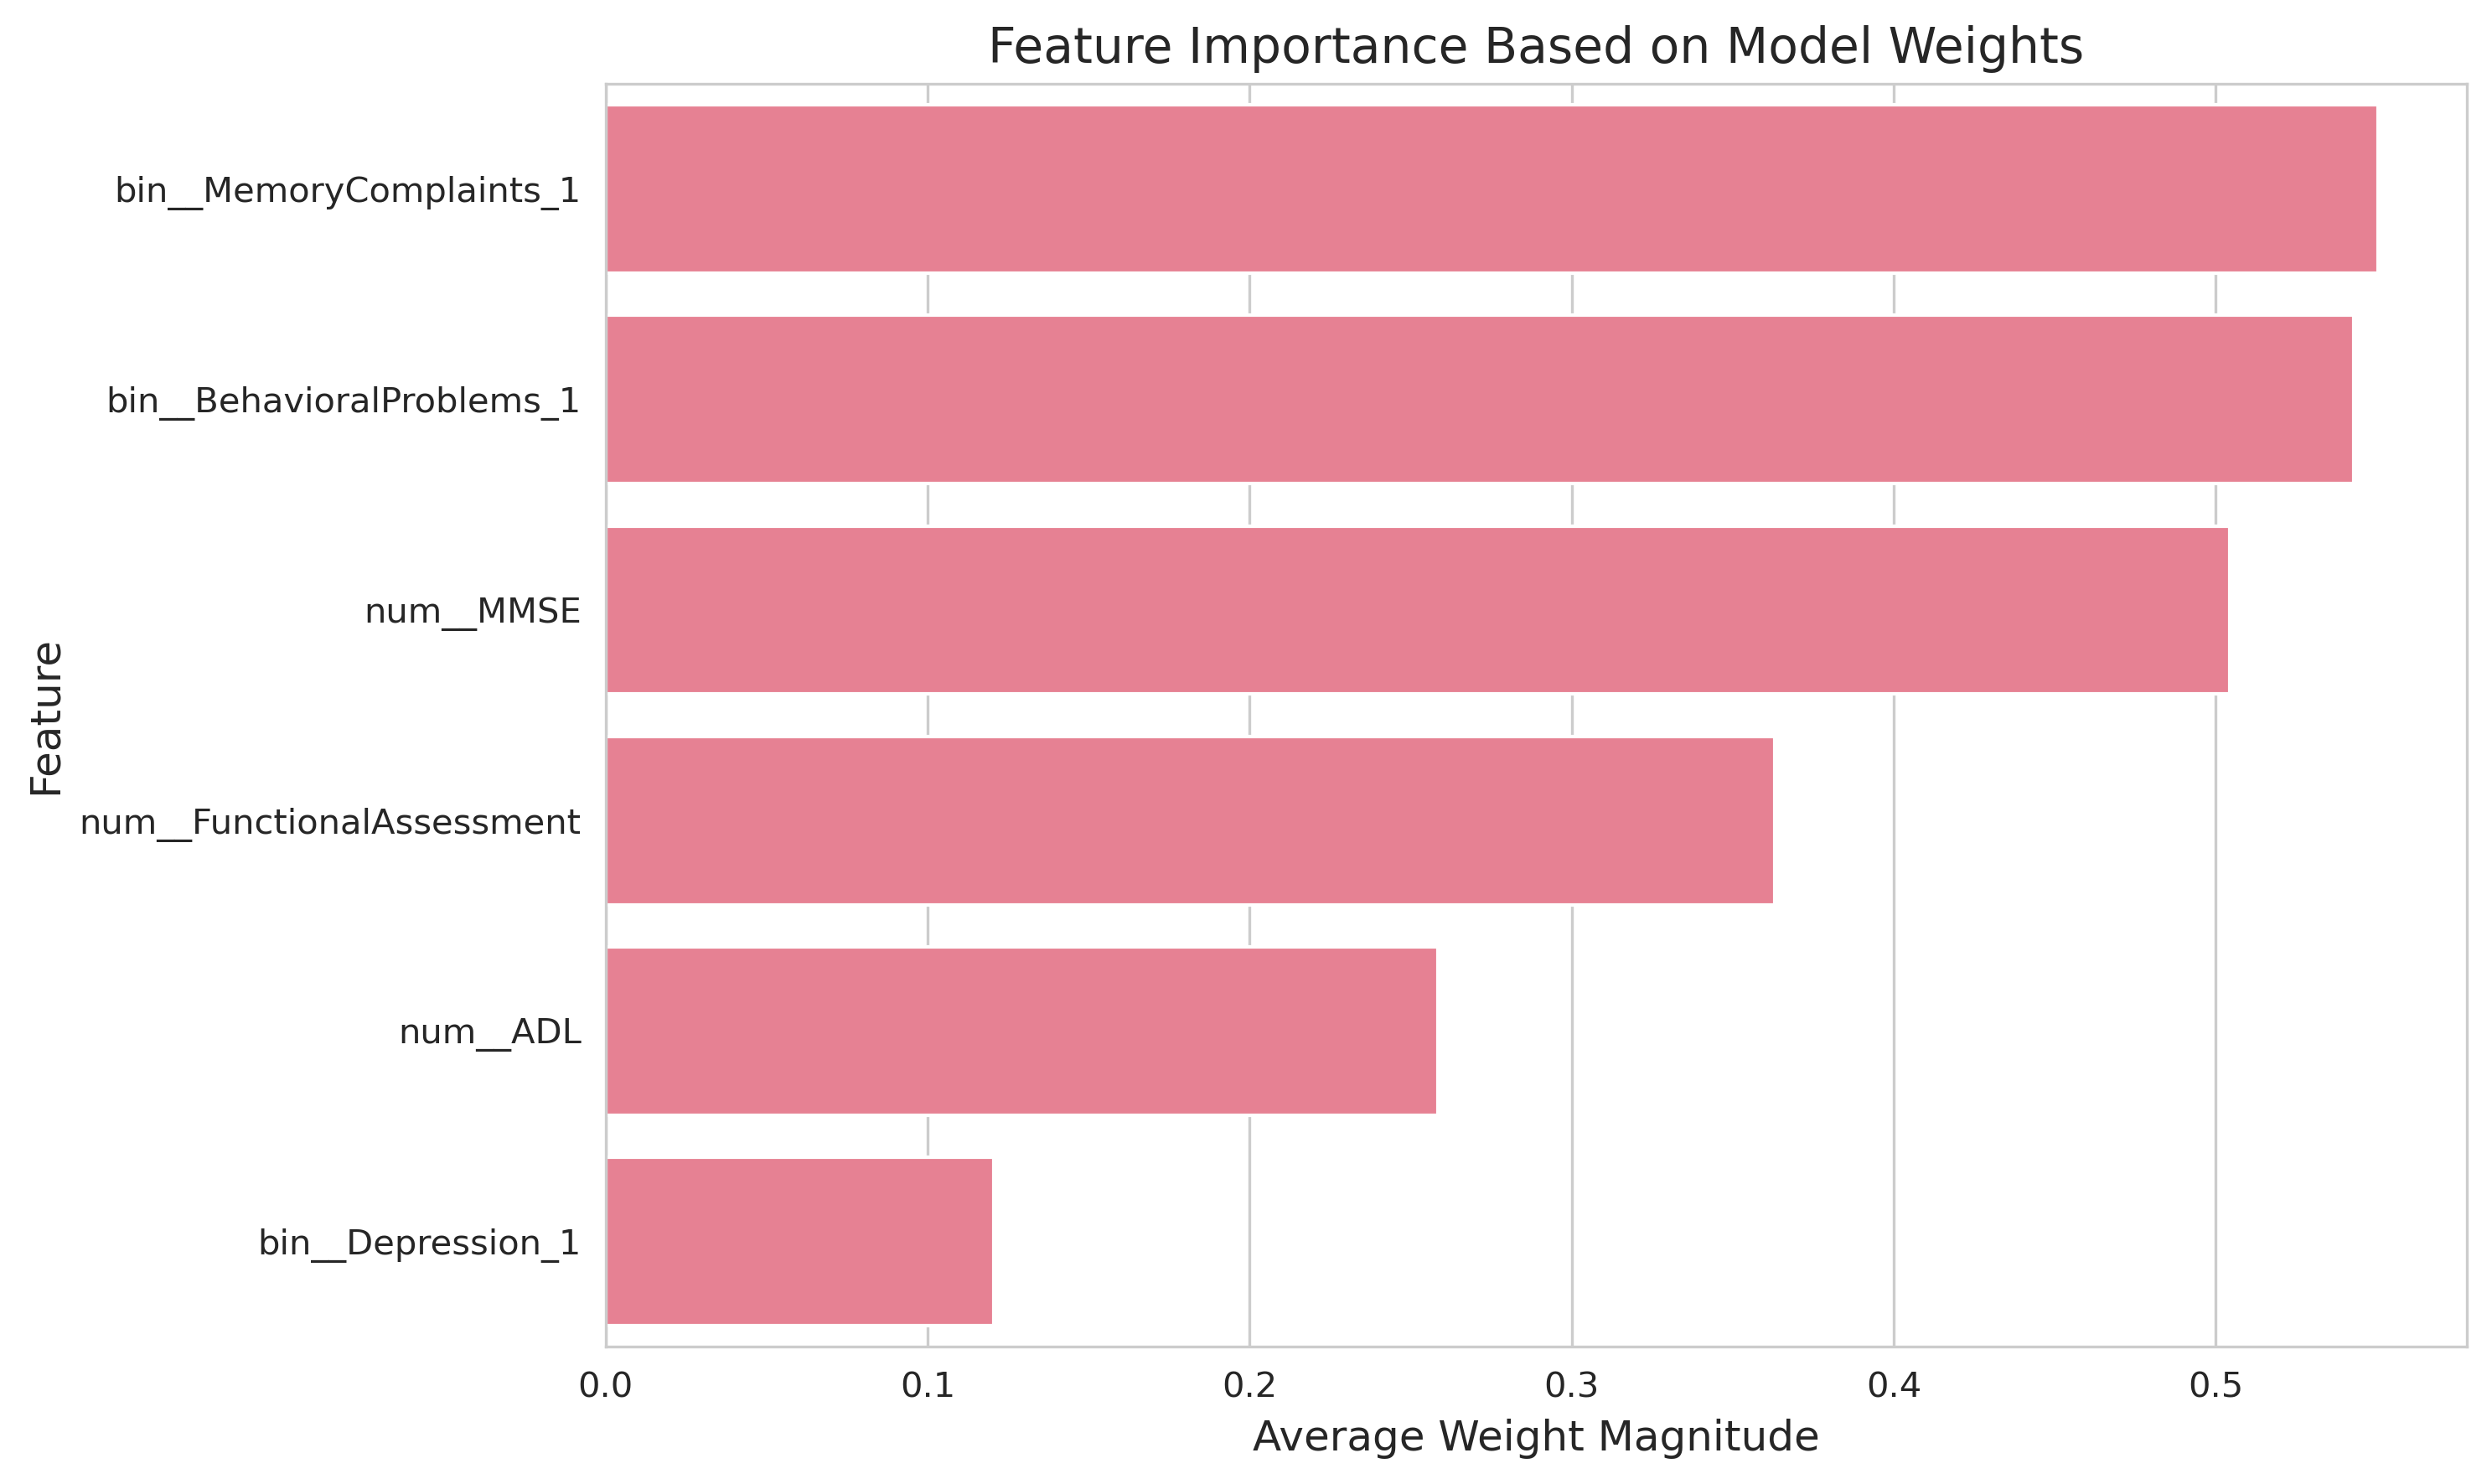 Feature Importance Based on Model Weights
bin__MemoryComplaints_1
bin__BehavioralProblems_1
num__MMSE
num__FunctionalAssessment
num__ADL
bin__Depression_1
Feature
0.0 0.1 0.2 0.3 0.4 0.5
Average Weight Magnitude